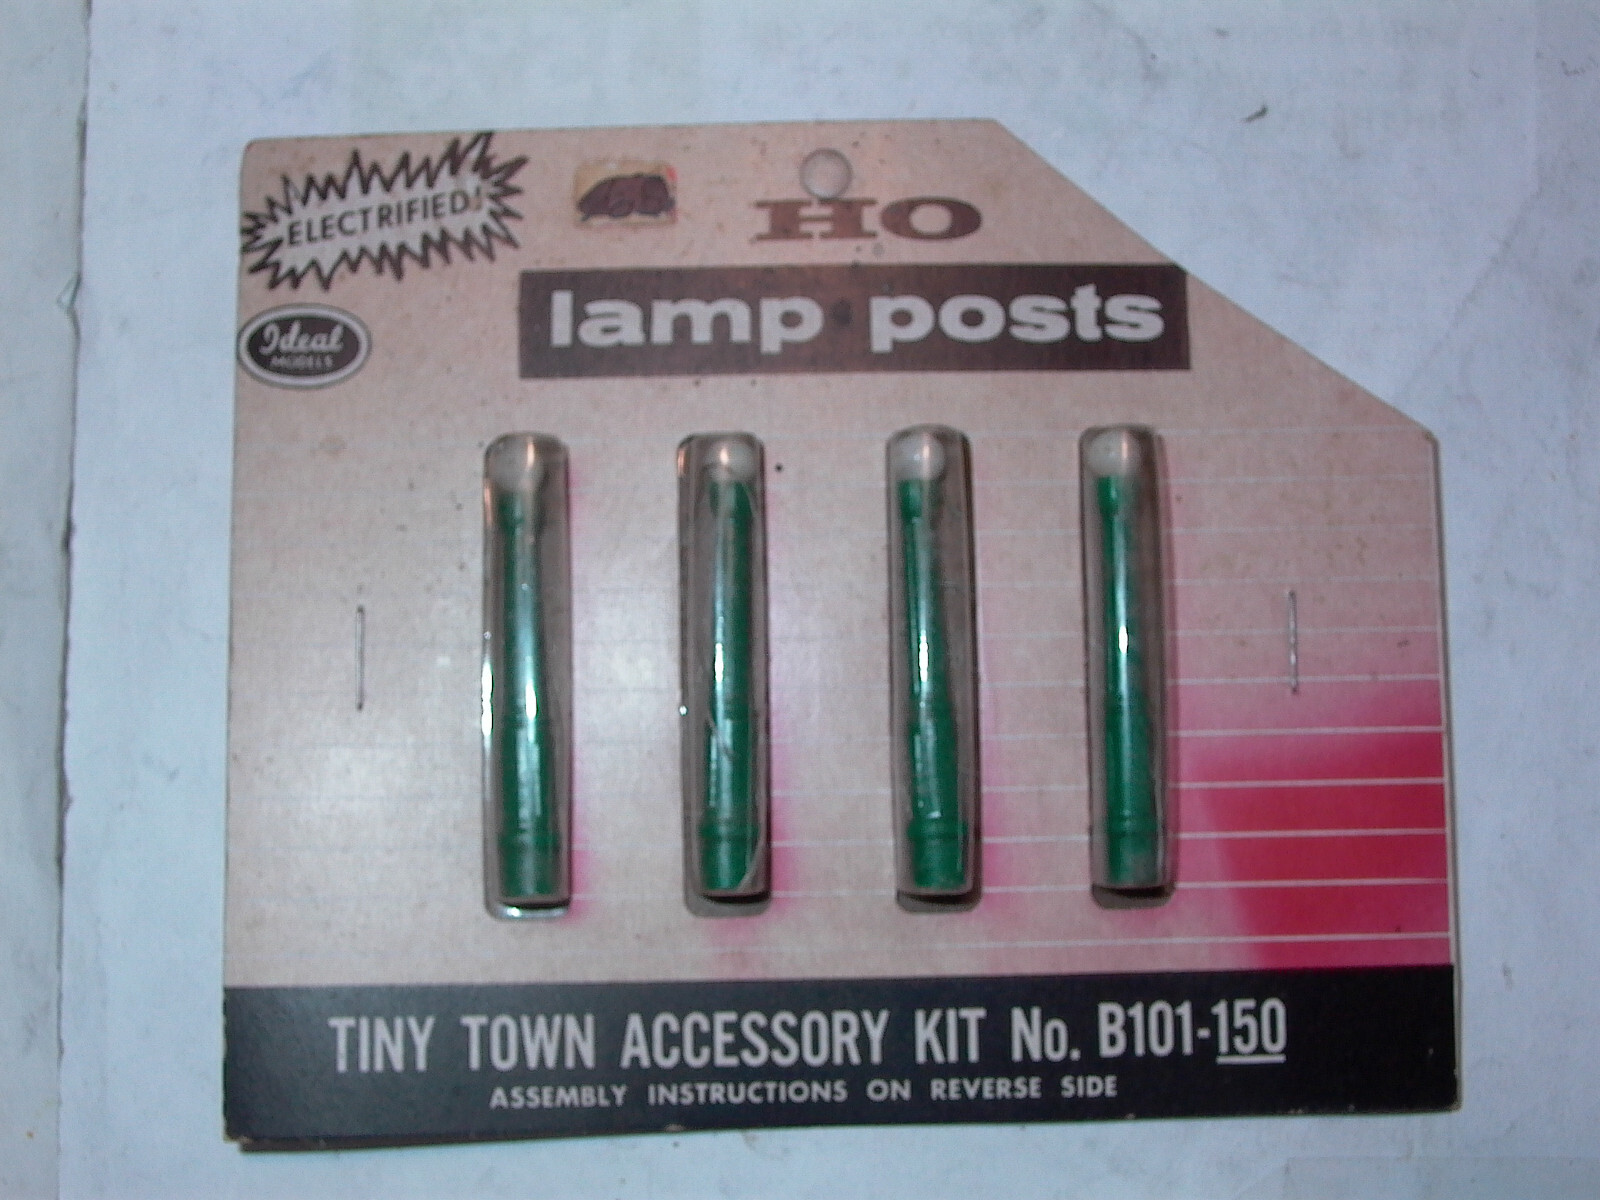 ELECTRIFIED!
HO
lamp posts
Ideal
MODELS
TINY TOWN ACCESSORY KIT No. B101-150
ASSEMBLY INSTRUCTIONS ON REVERSE SIDE